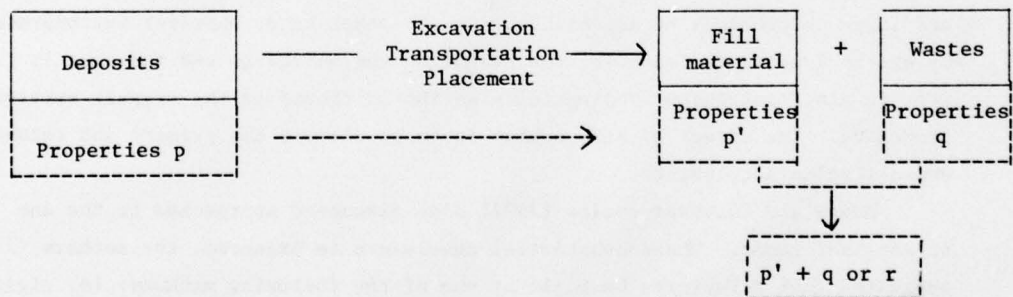 Deposits
Excavation
Transportation
Placement
Fill
material
+
Wastes
Properties p
Properties
p'
Properties
q
p' + q or r